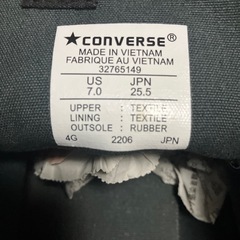 ★CONVERSE®
MADE IN VIETNAM
FABRIQUE AU VIETNAM
32765149
US JPN
7.0 25.5
UPPER : TEXTILE
LINING : TEXTILE
OUTSOLE : RUBBER
4G 2206 JPN